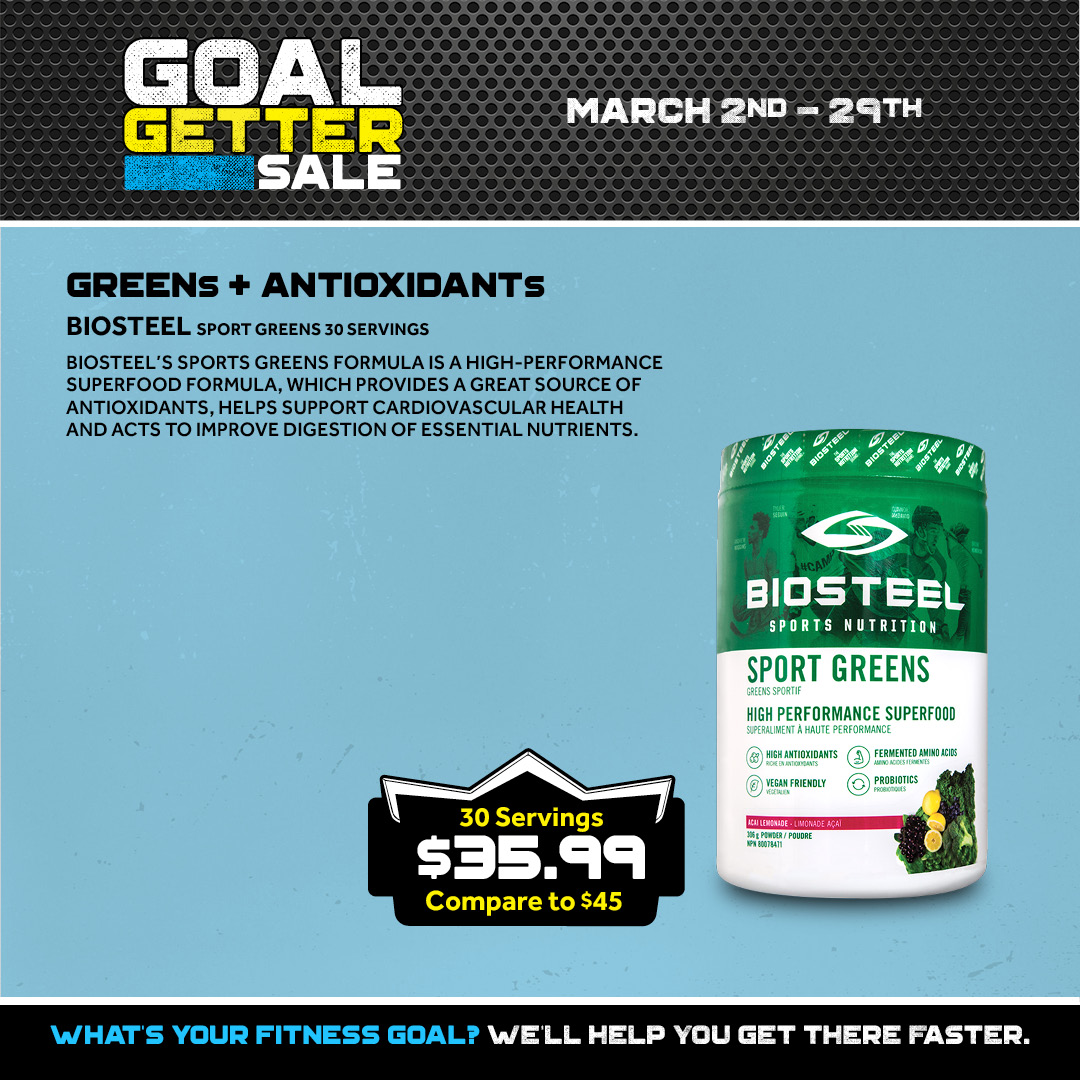 GOAL
GETTER
SALE
MARCH 2ND – 29TH
GREENs + ANTIOXIDANTs
BIOSTEEL SPORT GREENS 30 SERVINGS
BIOSTEEL'S SPORTS GREENS FORMULA IS A HIGH-PERFORMANCE
SUPERFOOD FORMULA, WHICH PROVIDES A GREAT SOURCE OF
ANTIOXIDANTS, HELPS SUPPORT CARDIOVASCULAR HEALTH
AND ACTS TO IMPROVE DIGESTION OF ESSENTIAL NUTRIENTS.
BIOSTEEL
SPORTS NUTRITION
SPORT GREENS
GREENS SPORTIF
HIGH PERFORMANCE SUPERFOOD
SUPERALIMENT À HAUTE PERFORMANCE
HIGH ANTIOXIDANTS
RICHE EN ANTIOXYDANTS
FERMENTED AMINO ACIDS
AMINO ACIDES FERMENTÉS
VEGAN FRIENDLY
VÉGÉTALIEN
PROBIOTICS
PROBIOTIQUES
ACAI LEMONADE - LIMONADE AÇAÍ
306 g POWDER / POUDRE
NPN 80078411
30 Servings
$35.99
Compare to $45
WHAT'S YOUR FITNESS GOAL? WE'LL HELP YOU GET THERE FASTER.